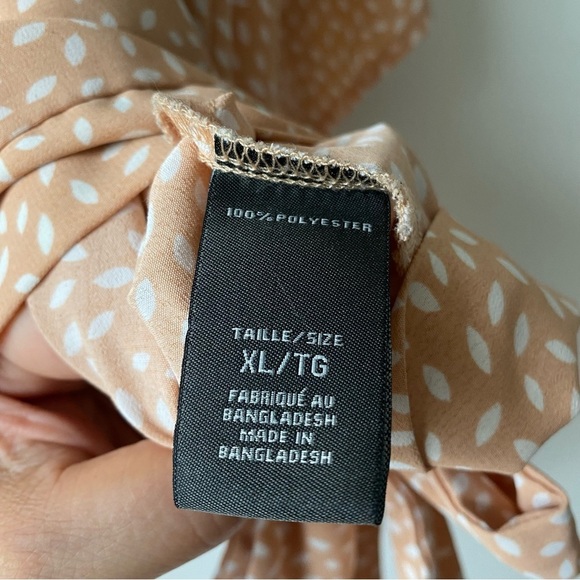 100% POLYESTER
TAILLE/SIZE
XL/TG
FABRIQUÉ AU
BANGLADESH
MADE IN
BANGLADESH